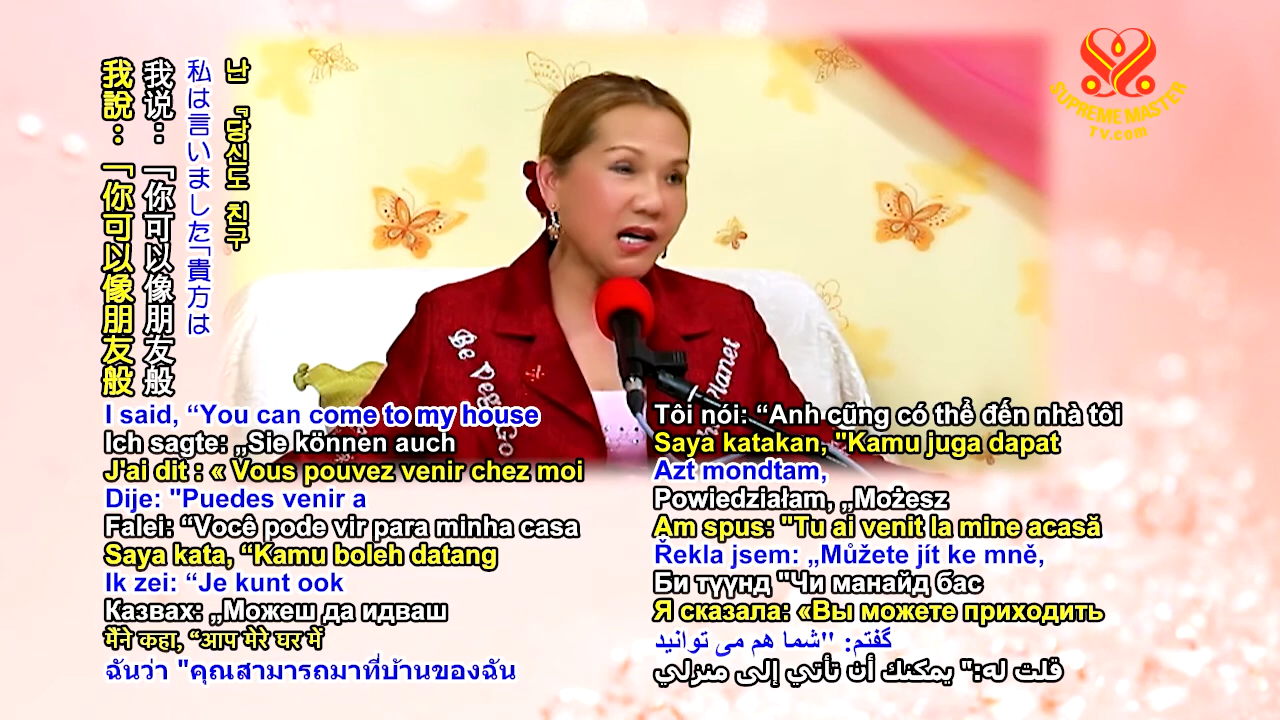 SUPREME MASTER
TV.com
난 『당신도 친구
私は言いました「貴方は
我说：「你可以像朋友般
我說：「你可以像朋友般
Be Veg Go
Planet
I said, “You can come to my house
Ich sagte: „Sie können auch
J'ai dit : « Vous pouvez venir chez moi
Dije: "Puedes venir a
Falei: “Você pode vir para minha casa
Saya kata, “Kamu boleh datang
Ik zei: “Je kunt ook
Казвах: „Можеш да идваш
मैंने कहा, “आप मेरे घर में
ฉันว่า "คุณสามารถมาที่บ้านของฉัน
Tôi nói: “Anh cũng có thể đến nhà tôi
Saya katakan, "Kamu juga dapat
Azt mondtam,
Powiedziałam, „Możesz
Am spus: "Tu ai venit la mine acasă
Řekla jsem: „Můžete jít ke mně,
Би түүнд "Чи манайд бас
Я сказала: «Вы можете приходить
گفتم: "شما هم می توانید
قلت له:" يمكنك أن تأتي إلى منزلي